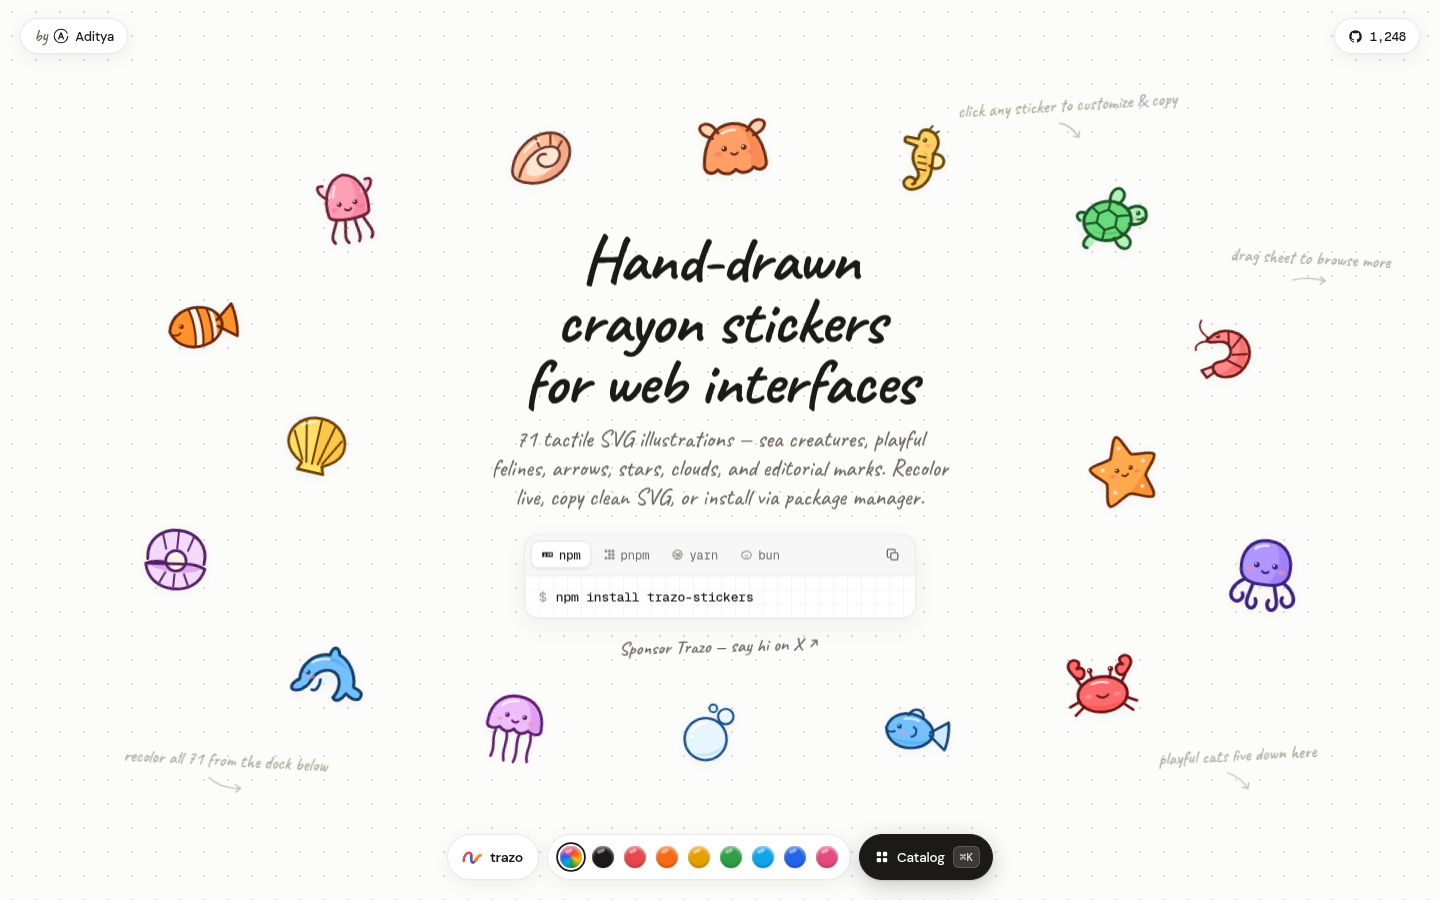 by Aditya
1,248
click any sticker to customize & copy
drag sheet to browse more
Hand-drawn
crayon stickers
for web interfaces
71 tactile SVG illustrations — sea creatures, playful
felines, arrows, stars, clouds, and editorial marks. Recolor
live, copy clean SVG, or install via package manager.
npm pnpm yarn bun
$ npm install trazo-stickers
Sponsor Trazo — say hi on X ↗
recolor all 71 from the dock below
playful cats live down here
trazo
Catalog ⌘K